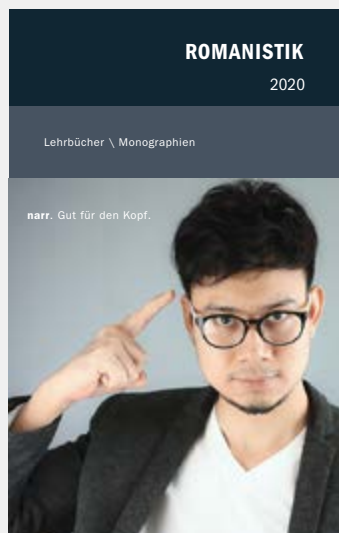 ROMANISTIK
2020
Lehrbücher \ Monographien
narr. Gut für den Kopf.